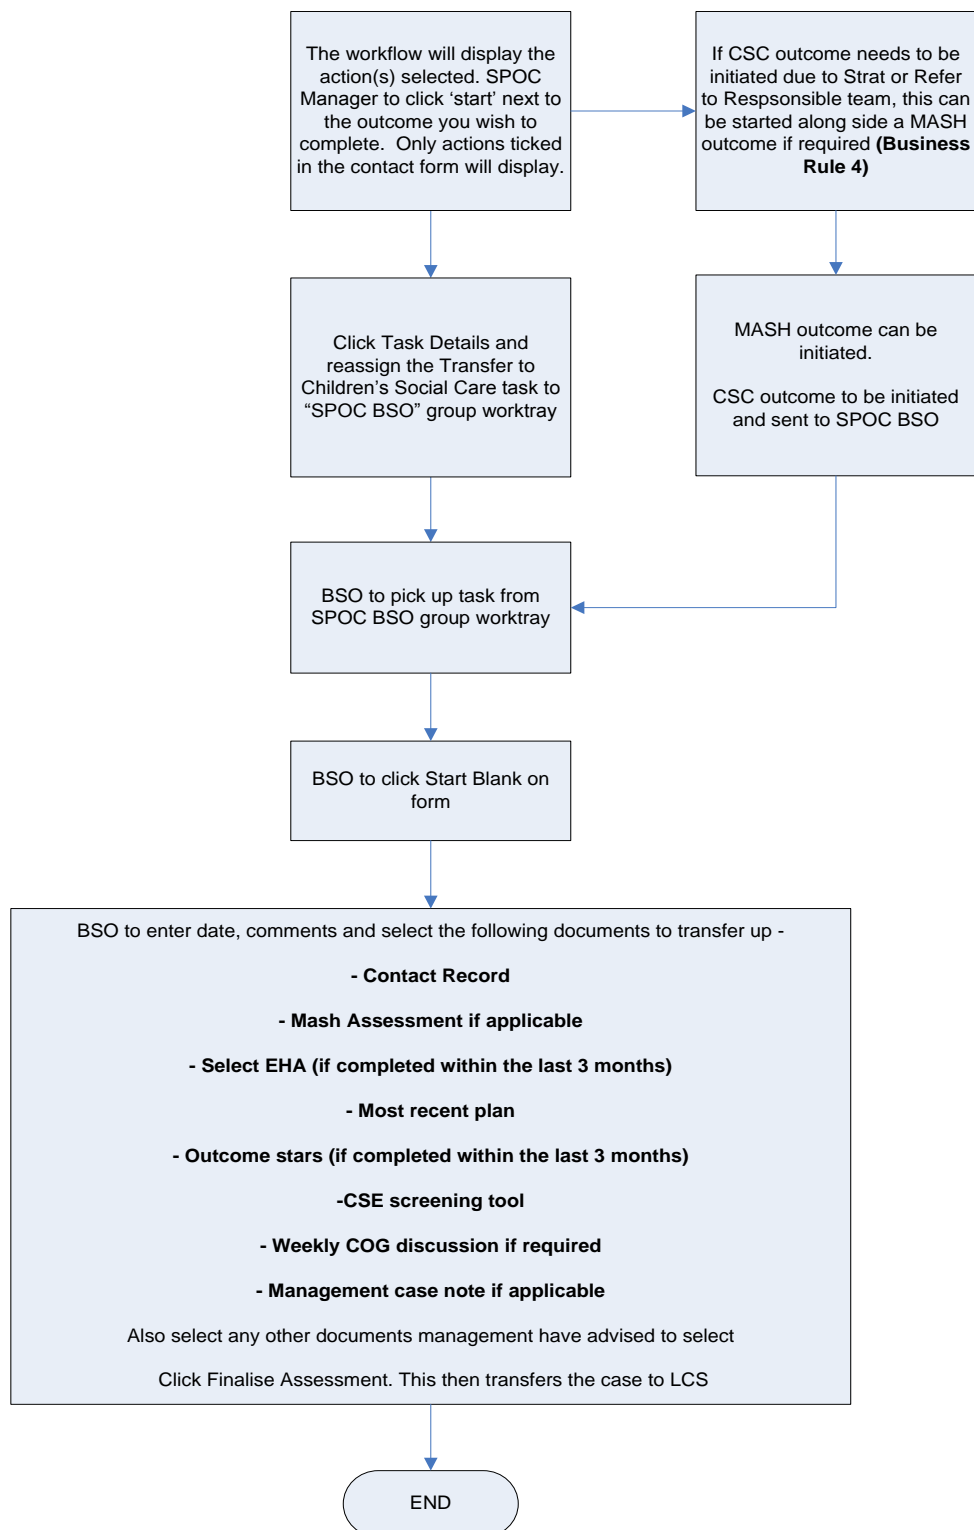 The workflow will display the
action(s) selected. SPOC
Manager to click ‘start’ next to
the outcome you wish to
complete.  Only actions ticked
in the contact form will display.
If CSC outcome needs to be
initiated due to Strat or Refer
to Respsonsible team, this can
be started along side a MASH
outcome if required (Business
Rule 4)
Click Task Details and
reassign the Transfer to
Children’s Social Care task to
“SPOC BSO” group worktray
MASH outcome can be
initiated.
CSC outcome to be initiated
and sent to SPOC BSO
BSO to pick up task from
SPOC BSO group worktray
BSO to click Start Blank on
form
BSO to enter date, comments and select the following documents to transfer up -
- Contact Record
- Mash Assessment if applicable
- Select EHA (if completed within the last 3 months)
- Most recent plan
- Outcome stars (if completed within the last 3 months)
-CSE screening tool
- Weekly COG discussion if required
- Management case note if applicable
Also select any other documents management have advised to select
Click Finalise Assessment. This then transfers the case to LCS
END